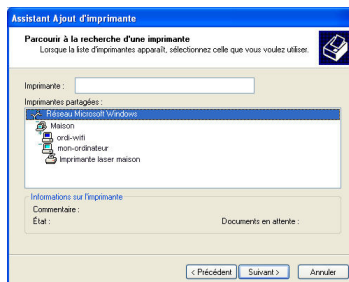 Assistant Ajout d'imprimante
Parcourir à la recherche d'une imprimante
Lorsque la liste d'imprimantes apparaît, sélectionnez celle que vous voulez utiliser.
Imprimante :
Imprimantes partagées :
Réseau Microsoft Windows
Maison
ordi-wifi
mon-ordinateur
Imprimante laser maison
Informations sur l'imprimante
Commentaire :
État :
Documents en attente :
< Précédent
Suivant >
Annuler